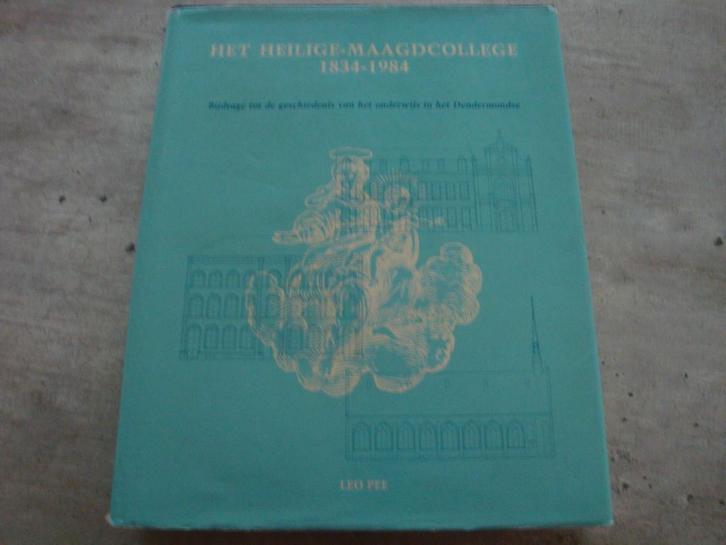 HET HEILIGE-MAAGDCOLLEGE
1834-1984
Bijdrage tot de geschiedenis van het onderwijs in het Dendermondse
LEO PEE